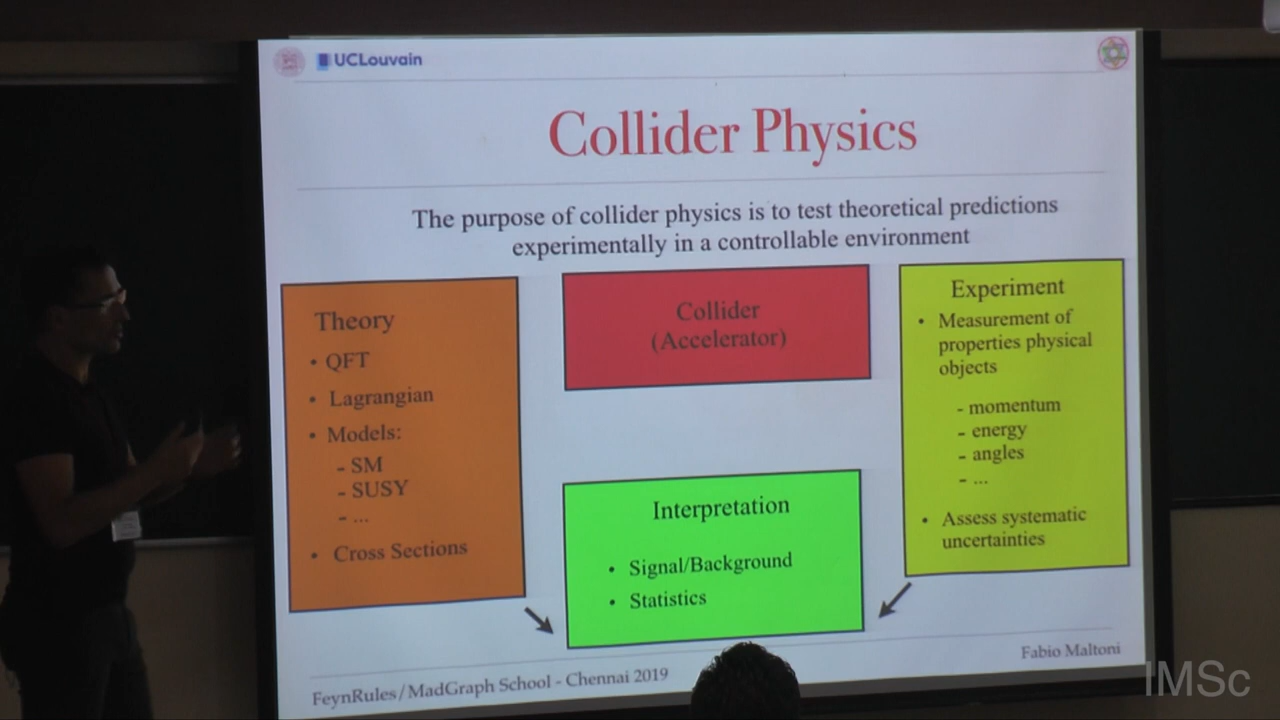 UCLouvain
Collider Physics
The purpose of collider physics is to test theoretical predictions
experimentally in a controllable environment
Theory
• QFT
• Lagrangian
• Models:
- SM
- SUSY
- ...
• Cross Sections
Collider
(Accelerator)
Interpretation
• Signal/Background
• Statistics
Experiment
• Measurement of
properties physical
objects
- momentum
- energy
- angles
- ...
• Assess systematic
uncertainties
FeynRules/MadGraph School - Chennai 2019
Fabio Maltoni
IMSc